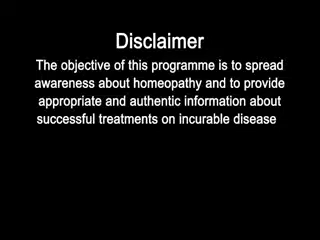 Disclaimer
The objective of this programme is to spread
awareness about homeopathy and to provide
appropriate and authentic information about
successful treatments on incurable disease